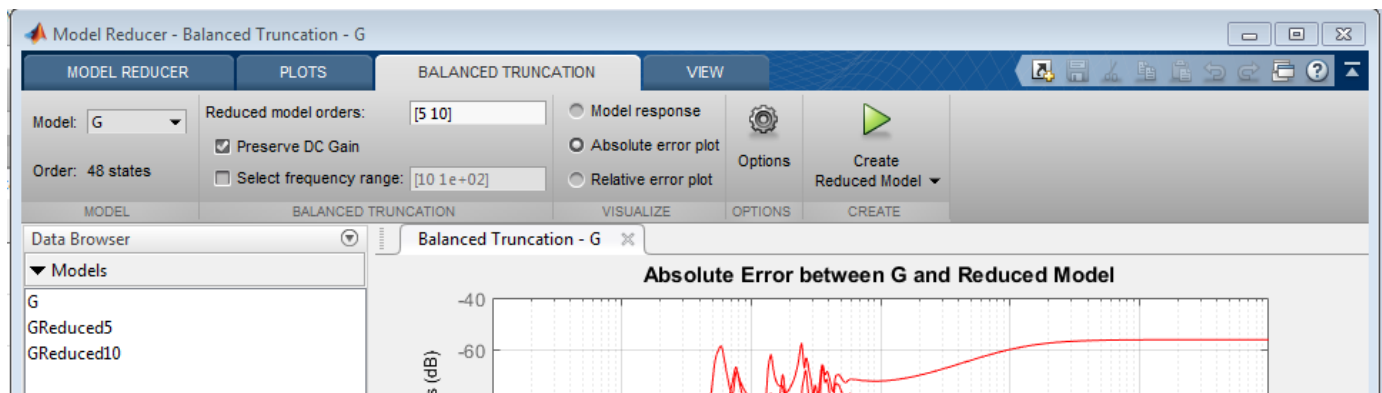 Model Reducer - Balanced Truncation - G
MODEL REDUCER PLOTS BALANCED TRUNCATION VIEW
Model: G
Order: 48 states
MODEL
Reduced model orders: [5 10]
Preserve DC Gain
Select frequency range: [10 1e+02]
BALANCED TRUNCATION
Model response
Absolute error plot
Relative error plot
VISUALIZE
Options
OPTIONS
Create
Reduced Model
CREATE
Data Browser
Models
G
GReduced5
GReduced10
Balanced Truncation - G
Absolute Error between G and Reduced Model
-40
-60
(dB)